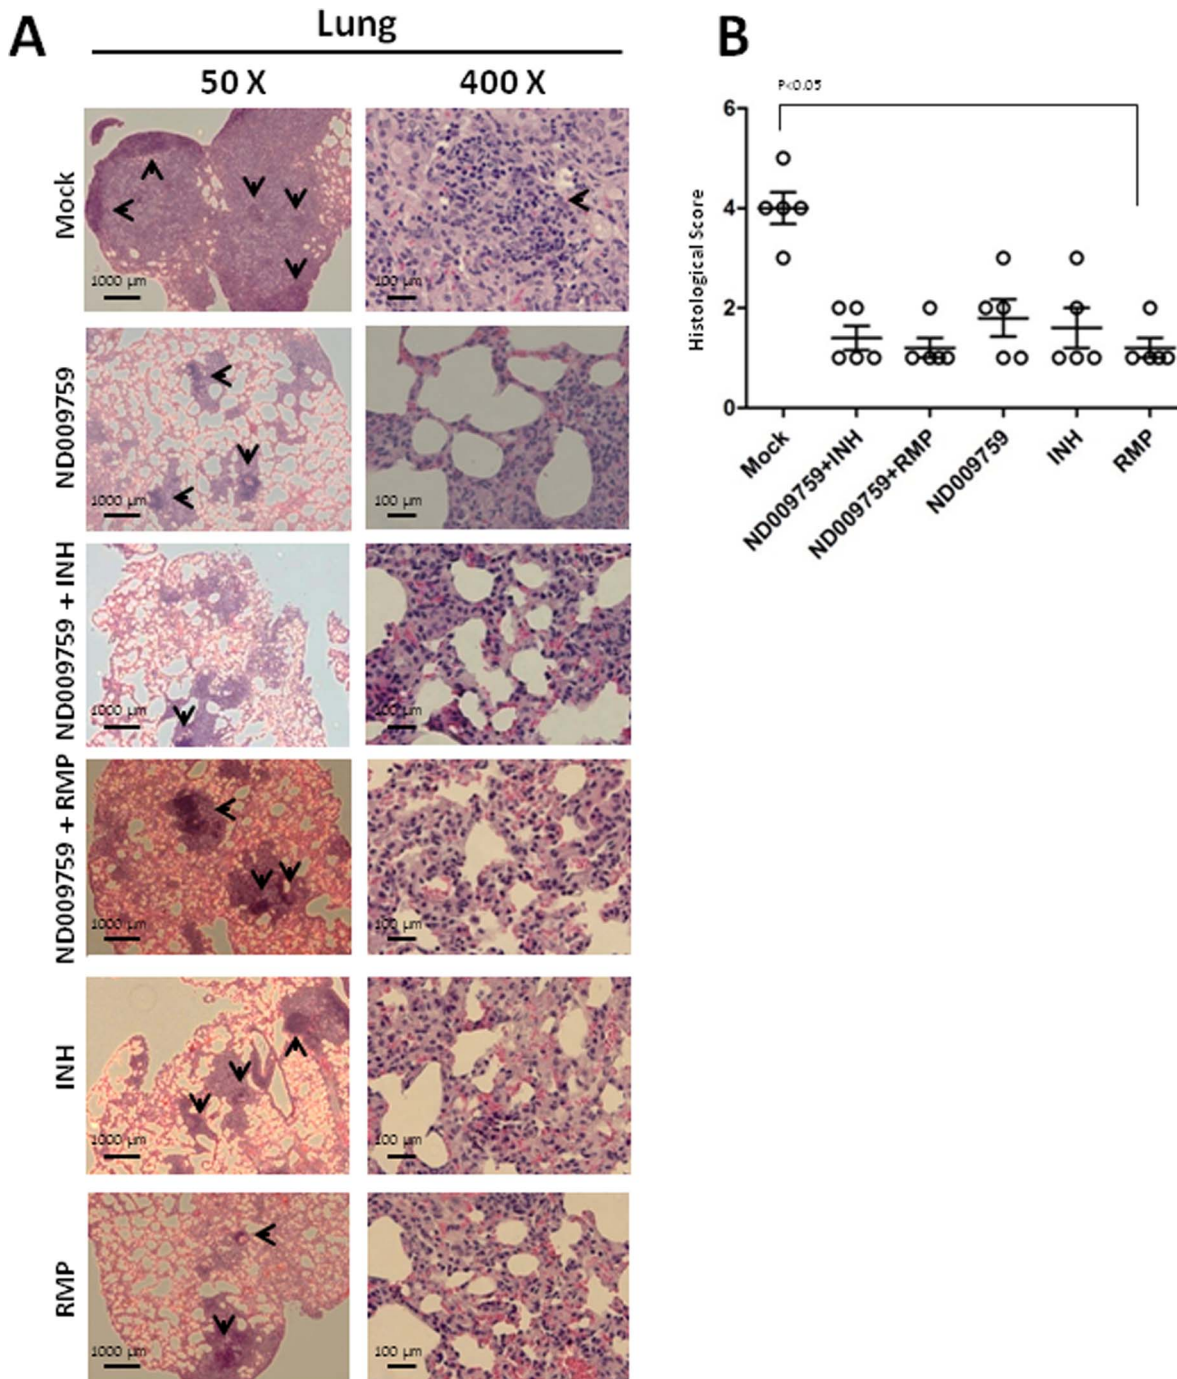 A
Lung
50 X
400 X
Mock
1000 µm
100 µm
ND009759
1000 µm
100 µm
ND009759 + INH
1000 µm
100 µm
ND009759 + RMP
1000 µm
100 µm
INH
1000 µm
100 µm
RMP
1000 µm
100 µm
B
P<0.05
Histological Score
6
4
2
0
Mock
ND009759+INH
ND009759+RMP
ND009759
INH
RMP